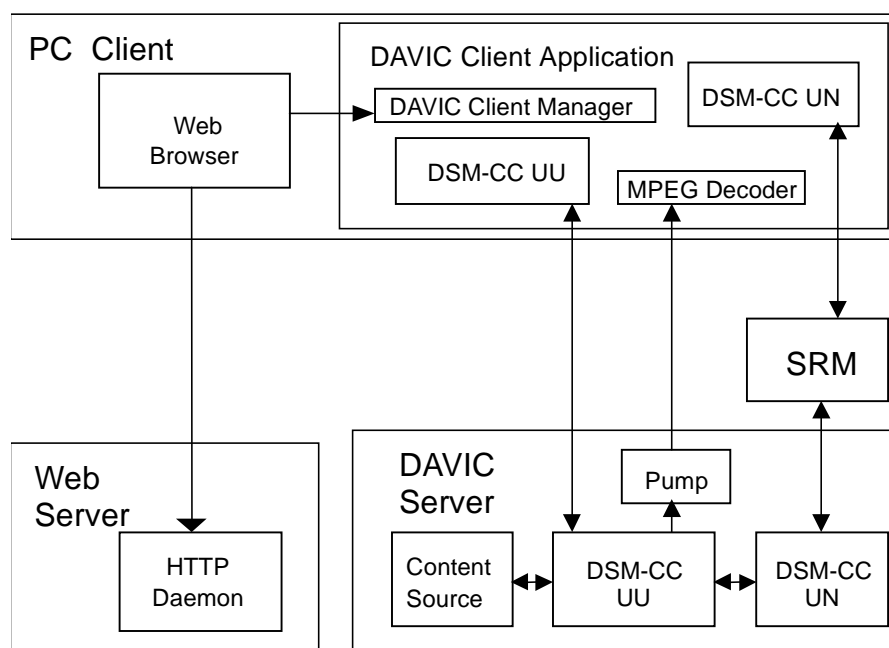 PC Client
DAVIC Client Application
Web
Browser
DAVIC Client Manager
DSM-CC UN
DSM-CC UU
MPEG Decoder
SRM
Web
Server
HTTP
Daemon
DAVIC
Server
Pump
Content
Source
DSM-CC
UU
DSM-CC
UN